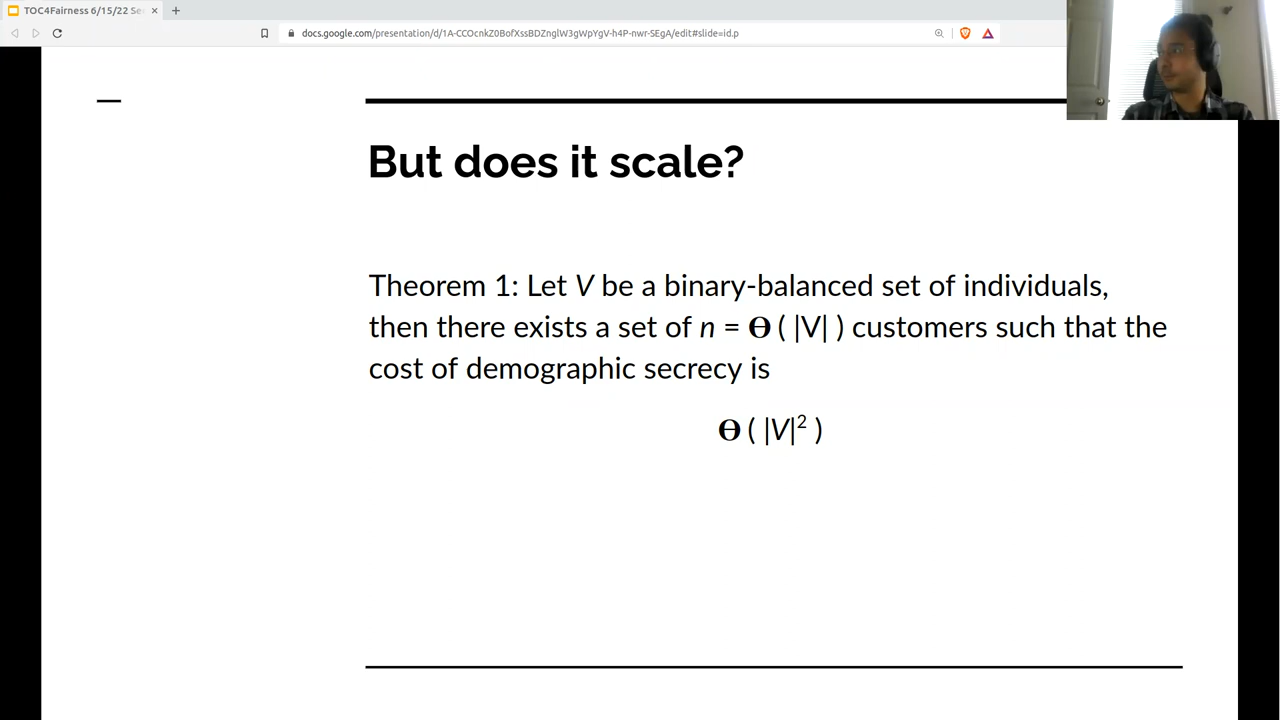 TOC4Fairness 6/15/22 Se
docs.google.com/presentation/d/1A-CCOcnkZ0BofXssBDZnglW3gWpYgV-h4P-nwr-SEgA/edit#slide=id.p
But does it scale?
Theorem 1: Let V be a binary-balanced set of individuals,
then there exists a set of n = Θ ( |V| ) customers such that the
cost of demographic secrecy is
Θ ( |V|² )